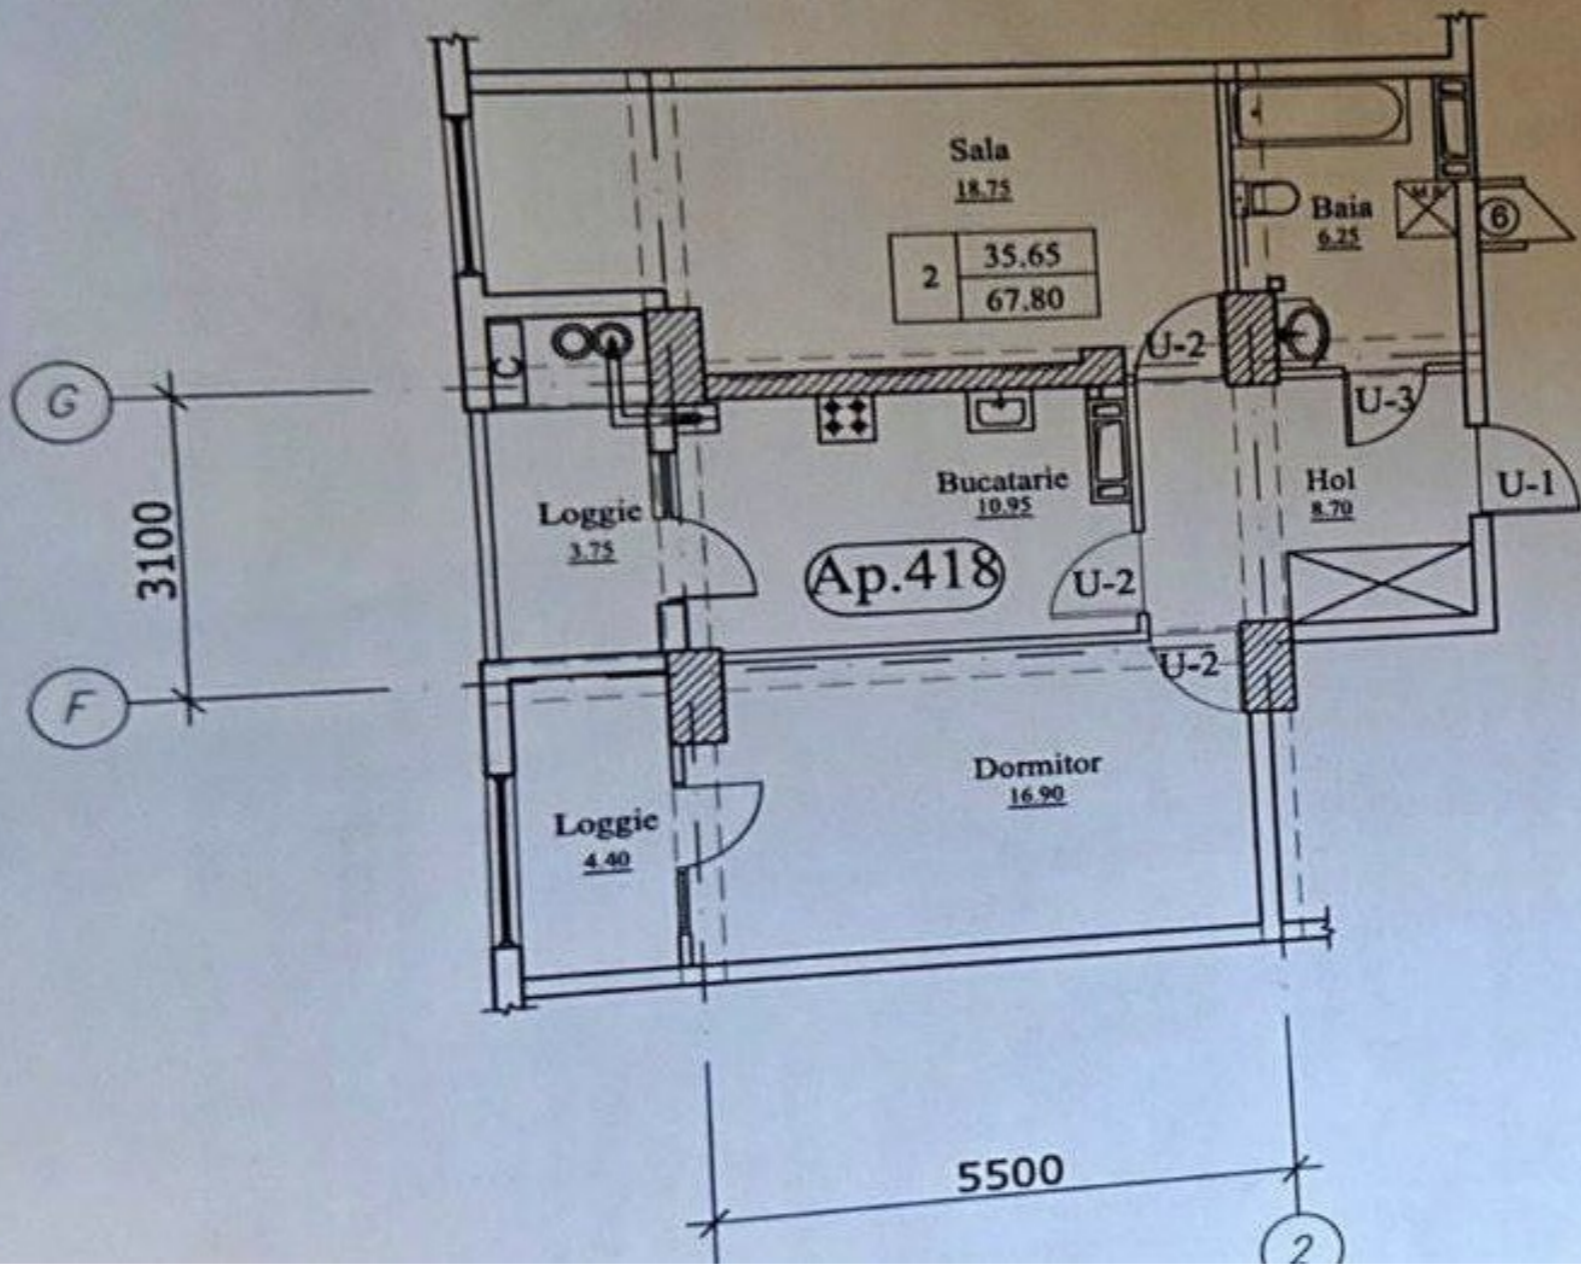 Sala
18.75
Baia
6.25
6
2
35.65
67.80
U-2
C
G
U-3
Bucatarie
10.95
Hol
8.70
U-1
Loggie
3.75
3100
Ap.418
U-2
U-2
F
Dormitor
16.90
Loggie
4.40
5500
2